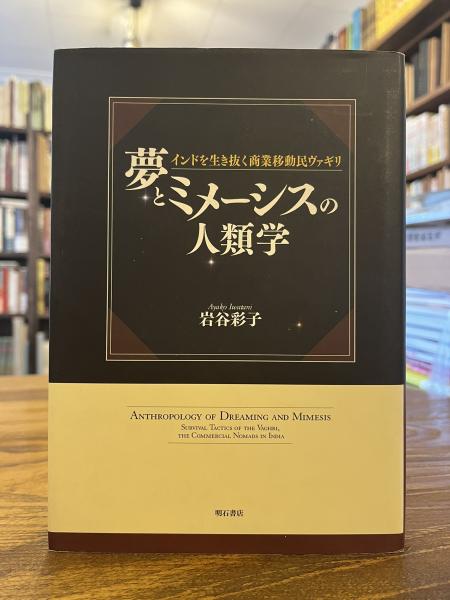 インドを生き抜く商業移動民ヴァギリ
夢とミメーシスの
人類学
Ayako Iwatani
岩谷彩子
ANTHROPOLOGY OF DREAMING AND MIMESIS
SURVIVAL TACTICS OF THE VAGHRI,
THE COMMERCIAL NOMADS IN INDIA
明石書店